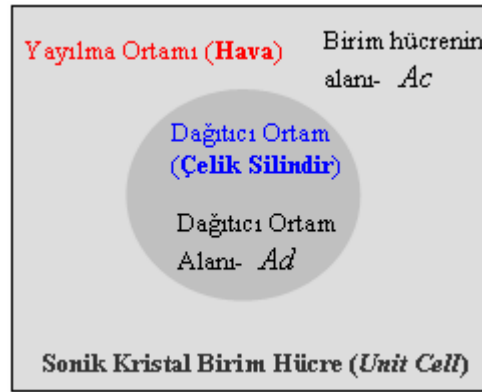 Yayılma Ortamı (Hava)
Birim hücrenin
alanı- Ac
Dağıtıcı Ortam
(Çelik Silindir)
Dağıtıcı Ortam
Alanı- Ad
Sonik Kristal Birim Hücre (Unit Cell)